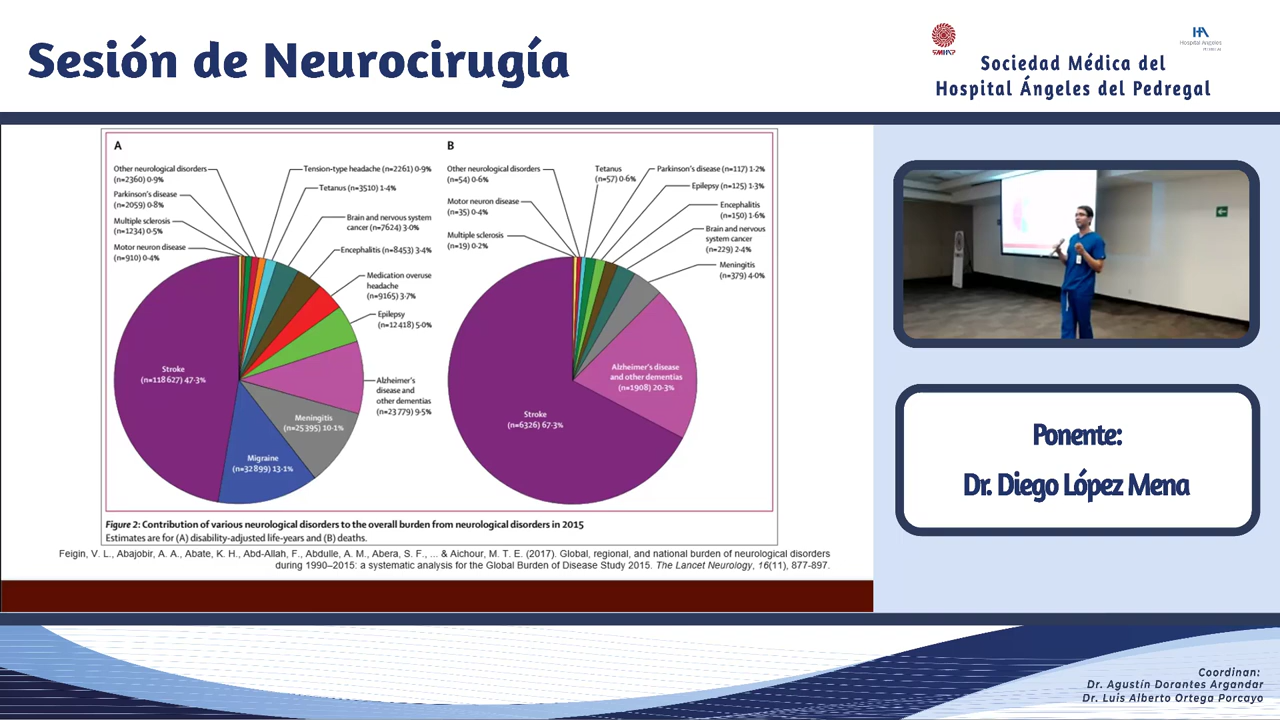 Sesión de Neurocirugía
Sociedad Médica del
Hospital Ángeles del Pedregal
Hospital Angeles
A
Other neurological disorders
(n=2360) 0·9%
Parkinson's disease
(n=2059) 0·8%
Multiple sclerosis
(n=1234) 0·5%
Motor neuron disease
(n=910) 0·4%
Tension-type headache (n=2261) 0·9%
Tetanus (n=3510) 1·4%
Brain and nervous system
cancer (n=7624) 3·0%
Encephalitis (n=8453) 3·4%
Medication overuse
headache
(n=9165) 3·7%
Epilepsy
(n=12 418) 5·0%
Alzheimer's
disease and
other dementias
(n=23 779) 9·5%
Meningitis
(n=25 395) 10·1%
Migraine
(n=32 899) 13·1%
Stroke
(n=118 627) 47·3%
B
Other neurological disorders
(n=54) 0·6%
Motor neuron disease
(n=35) 0·4%
Multiple sclerosis
(n=19) 0·2%
Tetanus
(n=57) 0·6%
Parkinson's disease (n=117) 1·2%
Epilepsy (n=125) 1·3%
Encephalitis
(n=150) 1·6%
Brain and nervous
system cancer
(n=229) 2·4%
Meningitis
(n=379) 4·0%
Alzheimer's disease
and other dementias
(n=1908) 20·3%
Stroke
(n=6326) 67·3%
Figure 2: Contribution of various neurological disorders to the overall burden from neurological disorders in 2015
Estimates are for (A) disability-adjusted life-years and (B) deaths.
Feigin, V. L., Abajobir, A. A., Abate, K. H., Abd-Allah, F., Abdulle, A. M., Abera, S. F., ... & Aichour, M. T. E. (2017). Global, regional, and national burden of neurological disorders
during 1990–2015: a systematic analysis for the Global Burden of Disease Study 2015. The Lancet Neurology, 16(11), 877-897.
Ponente:
Dr. Diego López Mena
Coordinan:
Dr. Agustín Dorantes Argandar
Dr. Luis Alberto Ortega Porcayo